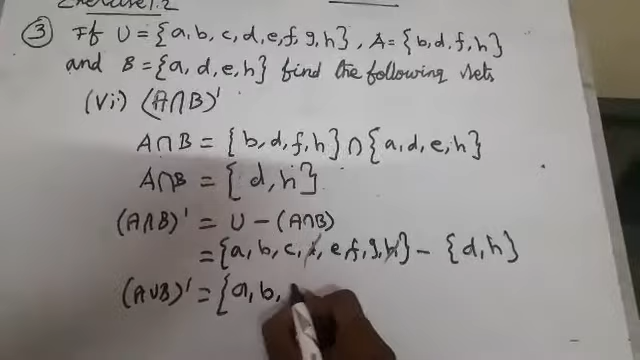 Exercise 1.2
③ If U = {a, b, c, d, e, f, g, h}, A = {b, d, f, h}
and B = {a, d, e, h} find the following sets
(vi) (A∩B)'
A∩B = {b, d, f, h} ∩ {a, d, e, h}
A∩B = {d, h}
(A∩B)' = U - (A∩B)
= {a, b, c, d, e, f, g, h} - {d, h}
(A∪B)' = {a, b,